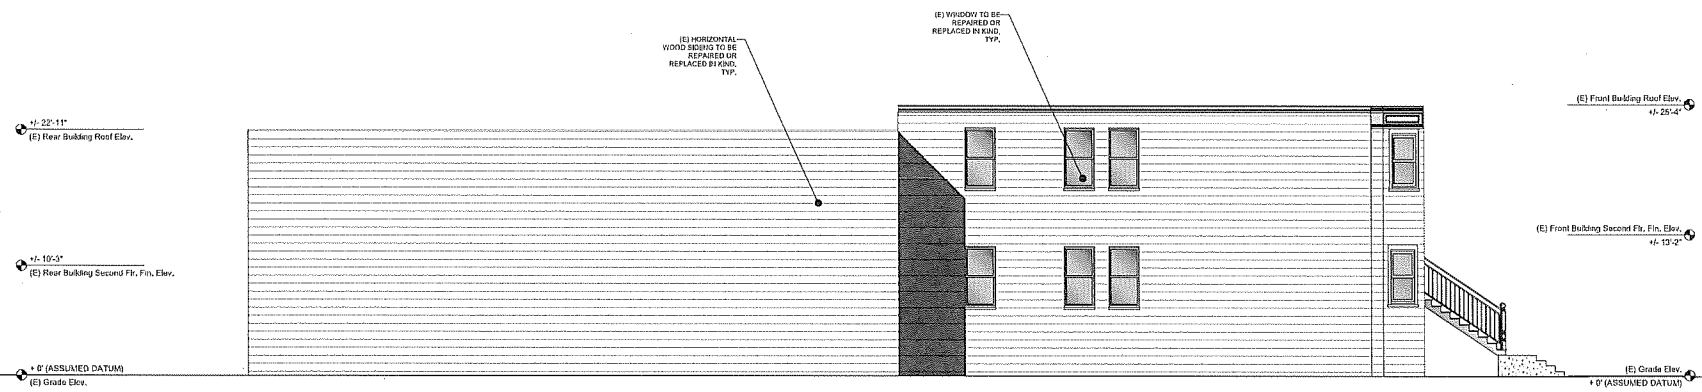 (E) WINDOW TO BE
REPAIRED OR
REPLACED IN KIND,
TYP.
(E) HORIZONTAL
WOOD SIDING TO BE
REPAIRED OR
REPLACED IN KIND,
TYP.
+/- 22'-11"
(E) Rear Building Roof Elev.
(E) Front Building Roof Elev.
+/- 25'-4"
+/- 10'-3"
(E) Rear Building Second Flr. Fin. Elev.
(E) Front Building Second Flr. Fin. Elev.
+/- 13'-2"
+ 0' (ASSUMED DATUM)
(E) Grade Elev.
(E) Grade Elev.
+ 0' (ASSUMED DATUM)